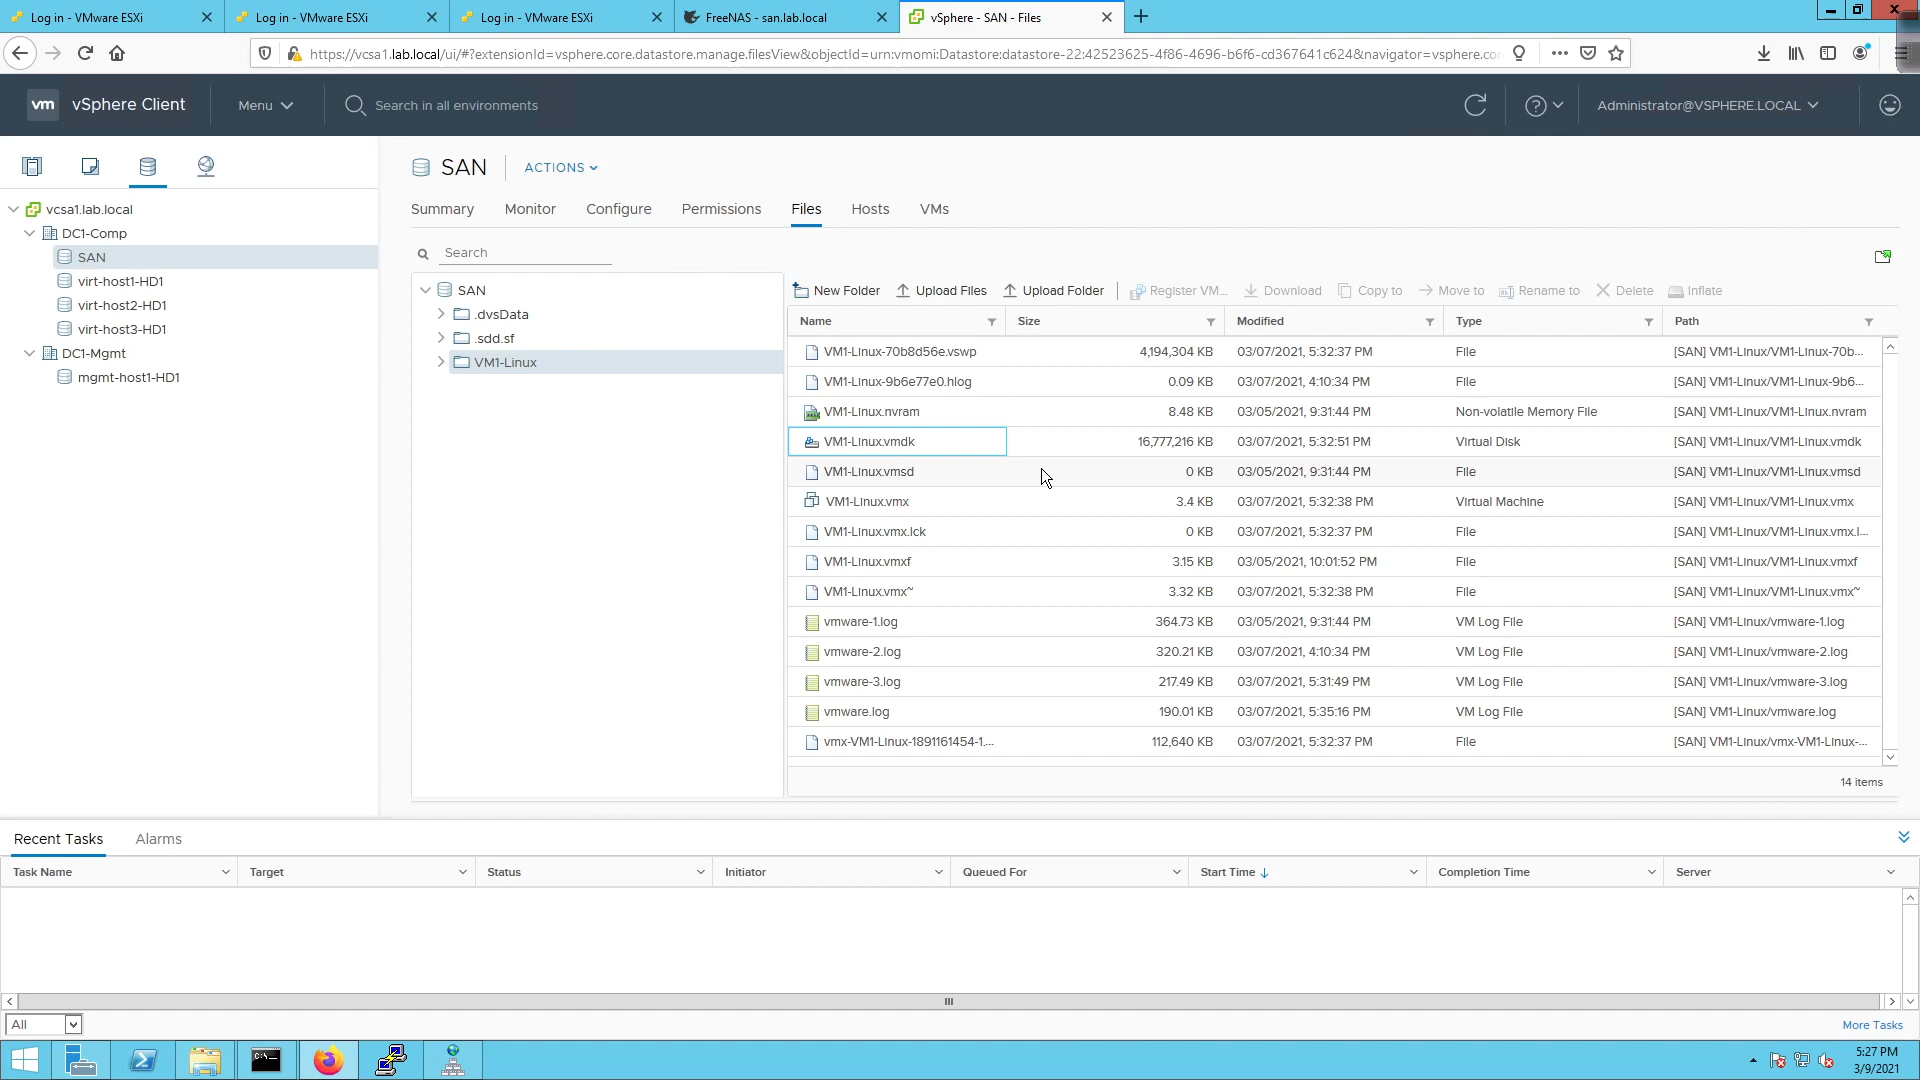 Log in - VMware ESXi
Log in - VMware ESXi
Log in - VMware ESXi
FreeNAS - san.lab.local
vSphere - SAN - Files
https://vcsa1.lab.local/ui/#?extensionId=vsphere.core.datastore.manage.filesView&objectId=urn:vmomi:Datastore:datastore-22:42523625-4f86-4696-b6f6-cd367641c624&navigator=vsphere.co
vm vSphere Client Menu Search in all environments Administrator@VSPHERE.LOCAL
vcsa1.lab.local
DC1-Comp
SAN
virt-host1-HD1
virt-host2-HD1
virt-host3-HD1
DC1-Mgmt
mgmt-host1-HD1
SAN ACTIONS
Summary Monitor Configure Permissions Files Hosts VMs
Search
SAN
.dvsData
.sdd.sf
VM1-Linux
New Folder Upload Files Upload Folder Register VM... Download Copy to Move to Rename to Delete Inflate
Name Size Modified Type Path
VM1-Linux-70b8d56e.vswp 4,194,304 KB 03/07/2021, 5:32:37 PM File [SAN] VM1-Linux/VM1-Linux-70b...
VM1-Linux-9b6e77e0.hlog 0.09 KB 03/07/2021, 4:10:34 PM File [SAN] VM1-Linux/VM1-Linux-9b6...
VM1-Linux.nvram 8.48 KB 03/05/2021, 9:31:44 PM Non-volatile Memory File [SAN] VM1-Linux/VM1-Linux.nvram
VM1-Linux.vmdk 16,777,216 KB 03/07/2021, 5:32:51 PM Virtual Disk [SAN] VM1-Linux/VM1-Linux.vmdk
VM1-Linux.vmsd 0 KB 03/05/2021, 9:31:44 PM File [SAN] VM1-Linux/VM1-Linux.vmsd
VM1-Linux.vmx 3.4 KB 03/07/2021, 5:32:38 PM Virtual Machine [SAN] VM1-Linux/VM1-Linux.vmx
VM1-Linux.vmx.lck 0 KB 03/07/2021, 5:32:37 PM File [SAN] VM1-Linux/VM1-Linux.vmx.l...
VM1-Linux.vmxf 3.15 KB 03/05/2021, 10:01:52 PM File [SAN] VM1-Linux/VM1-Linux.vmxf
VM1-Linux.vmx~ 3.32 KB 03/07/2021, 5:32:38 PM File [SAN] VM1-Linux/VM1-Linux.vmx~
vmware-1.log 364.73 KB 03/05/2021, 9:31:44 PM VM Log File [SAN] VM1-Linux/vmware-1.log
vmware-2.log 320.21 KB 03/07/2021, 4:10:34 PM VM Log File [SAN] VM1-Linux/vmware-2.log
vmware-3.log 217.49 KB 03/07/2021, 5:31:49 PM VM Log File [SAN] VM1-Linux/vmware-3.log
vmware.log 190.01 KB 03/07/2021, 5:35:16 PM VM Log File [SAN] VM1-Linux/vmware.log
vmx-VM1-Linux-1891161454-1.... 112,640 KB 03/07/2021, 5:32:37 PM File [SAN] VM1-Linux/vmx-VM1-Linux-...
14 items
Recent Tasks Alarms
Task Name Target Status Initiator Queued For Start Time Completion Time Server
All
More Tasks
5:27 PM
3/9/2021